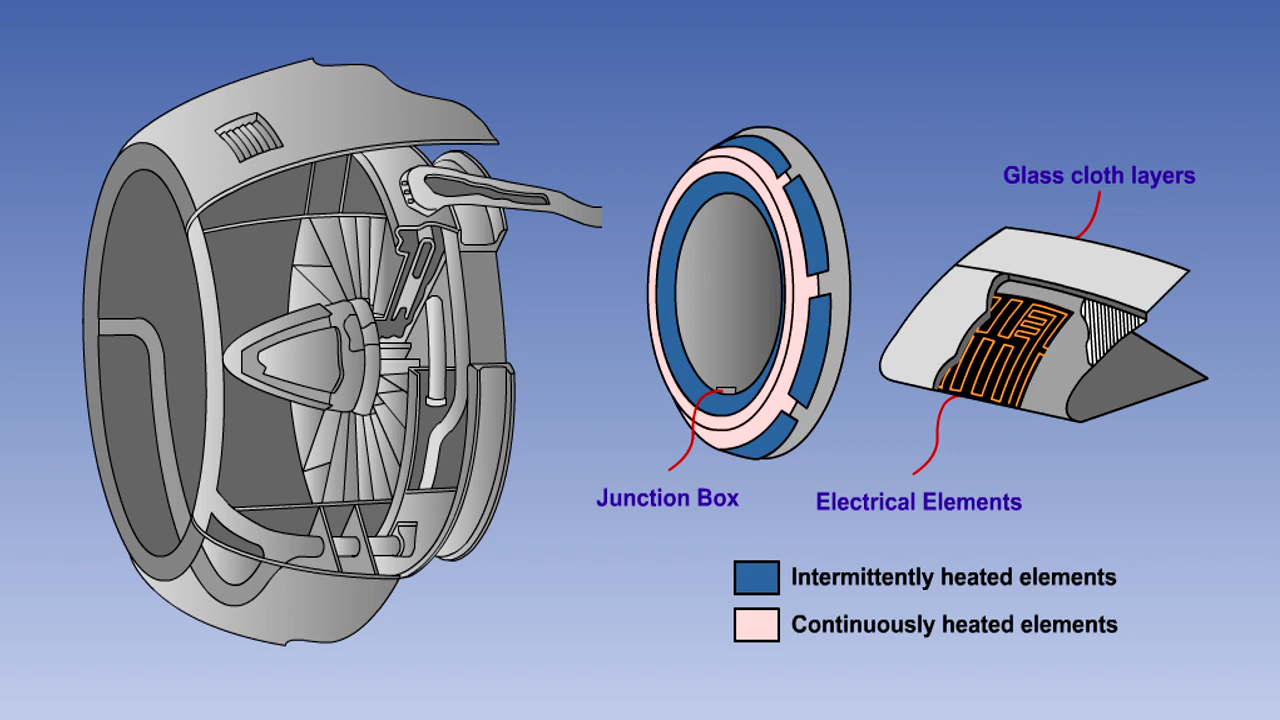 Glass cloth layers
Junction Box
Electrical Elements
Intermittently heated elements
Continuously heated elements